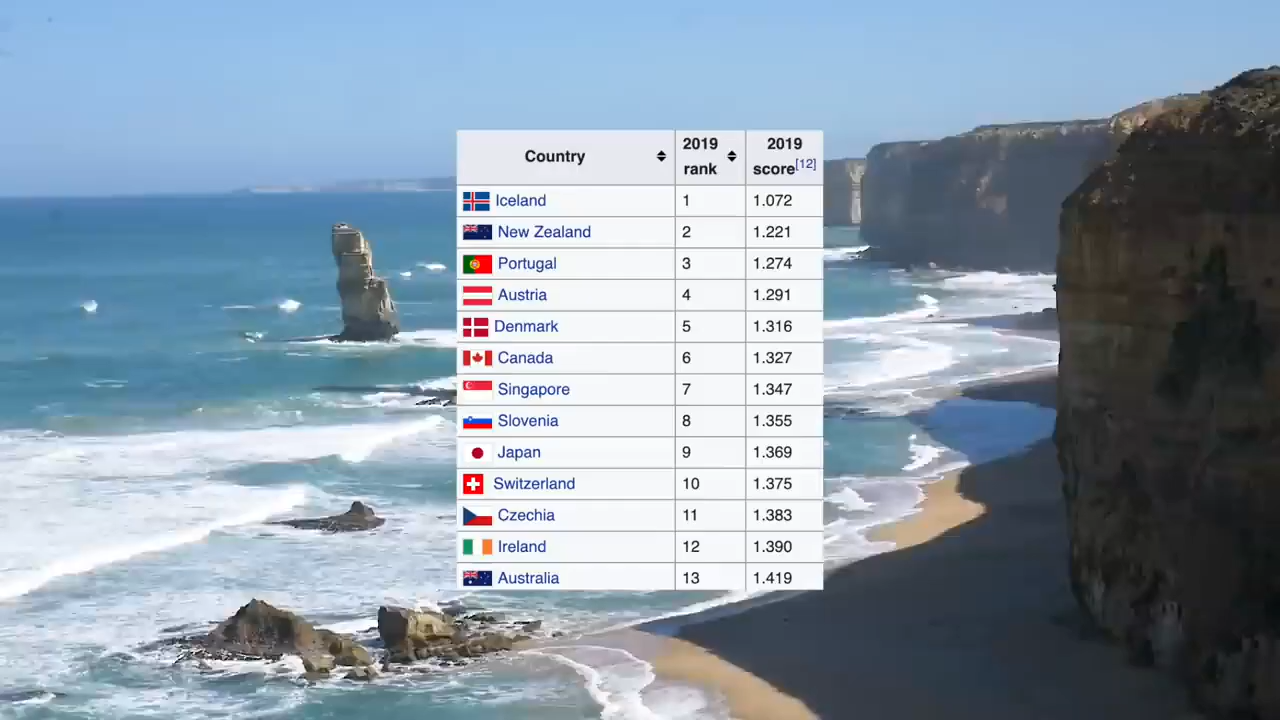 Country 2019 rank 2019 score[12]
Iceland 1 1.072
New Zealand 2 1.221
Portugal 3 1.274
Austria 4 1.291
Denmark 5 1.316
Canada 6 1.327
Singapore 7 1.347
Slovenia 8 1.355
Japan 9 1.369
Switzerland 10 1.375
Czechia 11 1.383
Ireland 12 1.390
Australia 13 1.419